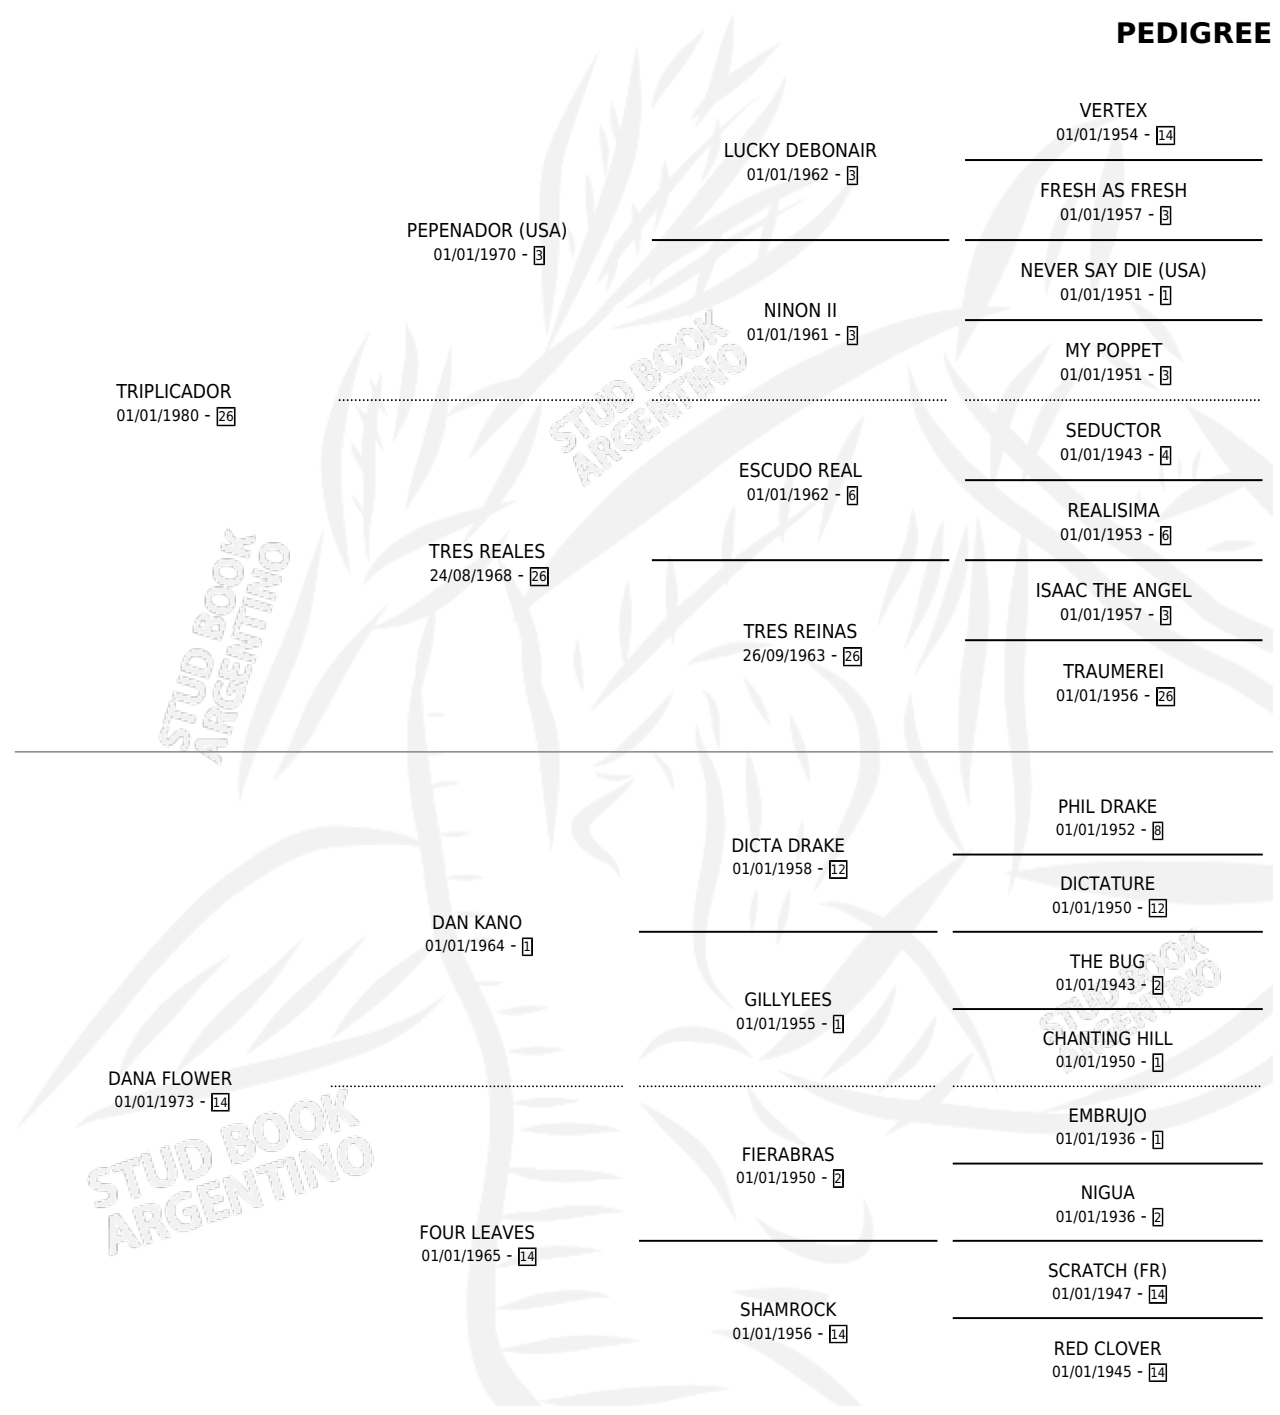 PEDIGREE
VERTEX
01/01/1954 - 14
LUCKY DEBONAIR
01/01/1962 - 3
FRESH AS FRESH
01/01/1957 - 3
PEPENADOR (USA)
01/01/1970 - 3
NEVER SAY DIE (USA)
01/01/1951 - 1
NINON II
01/01/1961 - 3
MY POPPET
01/01/1951 - 3
TRIPLICADOR
01/01/1980 - 26
SEDUCTOR
01/01/1943 - 4
ESCUDO REAL
01/01/1962 - 6
REALISIMA
01/01/1953 - 6
TRES REALES
24/08/1968 - 26
ISAAC THE ANGEL
01/01/1957 - 3
TRES REINAS
26/09/1963 - 26
TRAUMEREI
01/01/1956 - 26
PHIL DRAKE
01/01/1952 - 8
DICTA DRAKE
01/01/1958 - 12
DICTATURE
01/01/1950 - 12
DAN KANO
01/01/1964 - 1
THE BUG
01/01/1943 - 2
GILLYLEES
01/01/1955 - 1
CHANTING HILL
01/01/1950 - 1
DANA FLOWER
01/01/1973 - 14
EMBRUJO
01/01/1936 - 1
FIERABRAS
01/01/1950 - 2
NIGUA
01/01/1936 - 2
FOUR LEAVES
01/01/1965 - 14
SCRATCH (FR)
01/01/1947 - 14
SHAMROCK
01/01/1956 - 14
RED CLOVER
01/01/1945 - 14
STUD BOOK
ARGENTINO
STUD BOOK
ARGENTINO
STUD BOOK
ARGENTINO
STUD BOOK
ARGENTINO